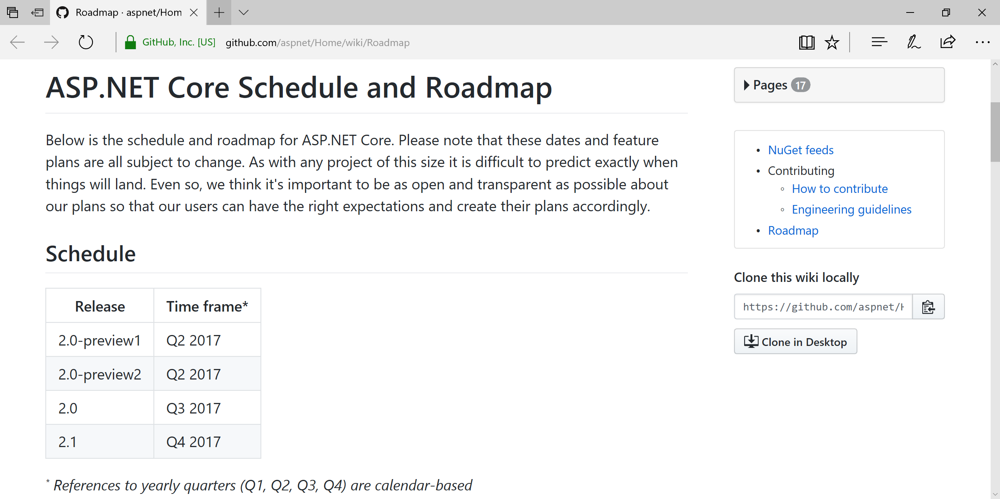 Roadmap · aspnet/Hom
GitHub, Inc. [US] github.com/aspnet/Home/wiki/Roadmap
ASP.NET Core Schedule and Roadmap
Below is the schedule and roadmap for ASP.NET Core. Please note that these dates and feature
plans are all subject to change. As with any project of this size it is difficult to predict exactly when
things will land. Even so, we think it's important to be as open and transparent as possible about
our plans so that our users can have the right expectations and create their plans accordingly.
Schedule
Release Time frame*
2.0-preview1 Q2 2017
2.0-preview2 Q2 2017
2.0 Q3 2017
2.1 Q4 2017
* References to yearly quarters (Q1, Q2, Q3, Q4) are calendar-based
Pages 17
• NuGet feeds
• Contributing
◦ How to contribute
◦ Engineering guidelines
• Roadmap
Clone this wiki locally
https://github.com/aspnet/H
Clone in Desktop